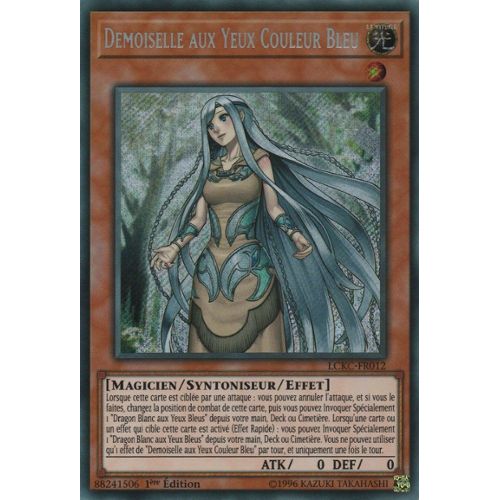 DEMOISELLE AUX YEUX COULEUR BLEU
LCKC-FR012
[MAGICIEN/SYNTONISEUR/EFFET]
Lorsque cette carte est ciblée par une attaque : vous pouvez annuler l'attaque, et si vous le
faites, changez la position de combat de cette carte, puis vous pouvez Invoquer Spécialement
1 "Dragon Blanc aux Yeux Bleus" depuis votre main, Deck ou Cimetière. Lorsqu'une carte ou
un effet qui cible cette carte est activé (Effet Rapide) : vous pouvez Invoquer Spécialement
1 "Dragon Blanc aux Yeux Bleus" depuis votre main, Deck ou Cimetière. Vous ne pouvez utiliser
qu'un effet de "Demoiselle aux Yeux Couleur Bleu" par tour, et uniquement une fois le tour.
ATK/ 0 DEF/ 0
88241506 1ère Édition ©1996 KAZUKI TAKAHASHI